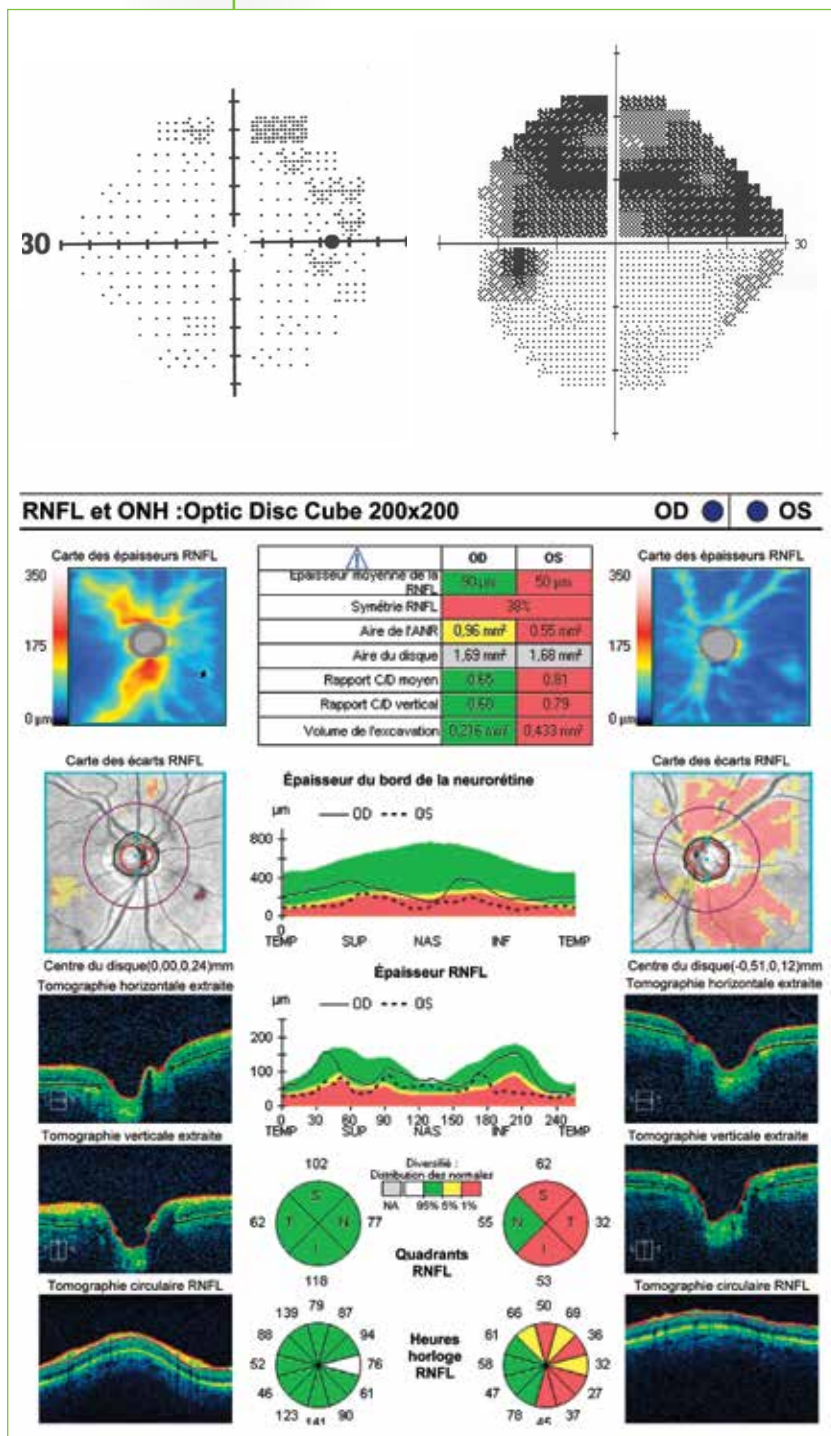 30
30
RNFL et ONH :Optic Disc Cube 200x200 OD OS
Carte des épaisseurs RNFL
350
175
0 µm
OD OS
Epaisseur moyenne de la RNFL 90 µm 50 µm
Symétrie RNFL 38%
Aire de l'ANR 0,96 mm² 0.55 mm²
Aire du disque 1,69 mm² 1,68 mm²
Rapport C/D moyen 0.65 0.81
Rapport C/D vertical 0.60 0.79
Volume de l'excavation 0,216 mm³ 0,433 mm³
Carte des épaisseurs RNFL
350
175
0 µm
Carte des écarts RNFL
Centre du disque(0,00,0,24)mm
Épaisseur du bord de la neurorétine
µm OD OS
800
400
0
0
TEMP SUP NAS INF TEMP
Carte des écarts RNFL
Centre du disque(-0,51,0,12)mm
Tomographie horizontale extraite
Épaisseur RNFL
µm OD OS
200
100
0
0 30 60 90 120 150 180 210 240
TEMP SUP NAS INF TEMP
Tomographie horizontale extraite
Tomographie verticale extraite
Diversifié :
Distribution des normales
NA 95% 5% 1%
102
62 S T N I 77
118
Quadrants
RNFL
62
55 S N T I 32
53
Tomographie verticale extraite
Tomographie circulaire RNFL
79
139 87
88 94
52 76
46 61
123 90
141
Heures
horloge
RNFL
50
66 69
61 36
58 32
47 27
78 37
45
Tomographie circulaire RNFL